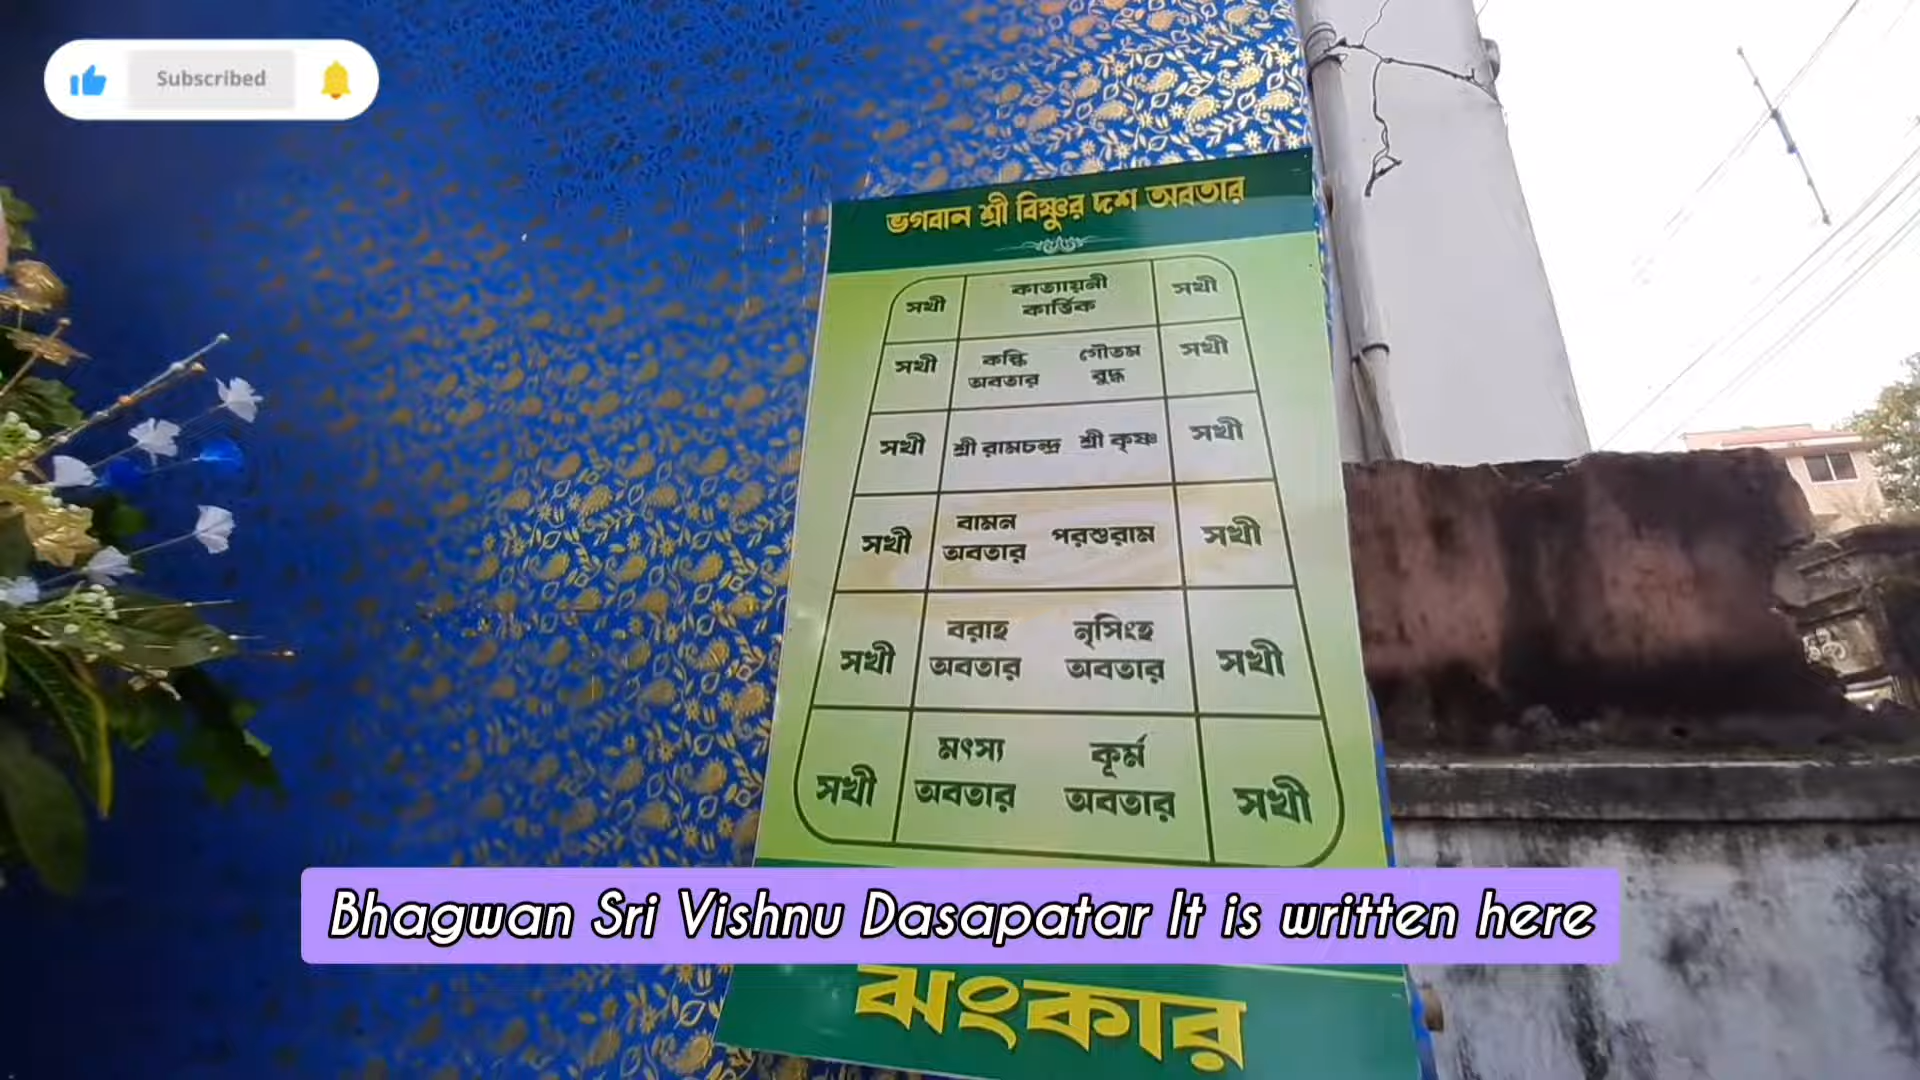 Subscribed
ভগবান শ্রী বিষ্ণুর দশ অবতার
সখী কাত্যায়নী সখী
কার্ত্তিক
সখী কল্কি গৌতম সখী
অবতার বুদ্ধ
সখী শ্রী রামচন্দ্র শ্রী কৃষ্ণ সখী
সখী বামন পরশুরাম সখী
অবতার
বরাহ নৃসিংহ
সখী অবতার অবতার সখী
মৎস্য কূর্ম
সখী অবতার অবতার সখী
Bhagwan Sri Vishnu Dasapatar It is written here
ঝংকার